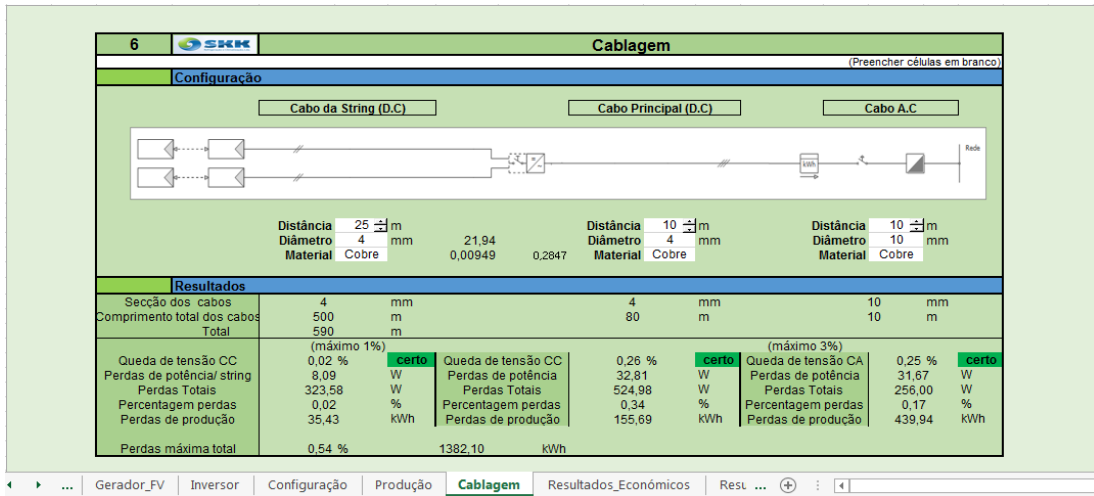 6 SKK Cablagem
(Preencher células em branco)
Configuração
Cabo da String (D.C) Cabo Principal (D.C) Cabo A.C
Rede
kWh
Distância 25 m Distância 10 m Distância 10 m
Diâmetro 4 mm 21,94 Diâmetro 4 mm Diâmetro 10 mm
Material Cobre 0,00949 0,2847 Material Cobre Material Cobre
Resultados
Secção dos cabos 4 mm 4 mm 10 mm
Comprimento total dos cabos 500 m 80 m 10 m
Total 590 m
(máximo 1%) (máximo 3%)
Queda de tensão CC 0,02 % certo Queda de tensão CC 0,26 % certo Queda de tensão CA 0,25 % certo
Perdas de potência/ string 8,09 W Perdas de potência 32,81 W Perdas de potência 31,67 W
Perdas Totais 323,58 W Perdas Totais 524,98 W Perdas Totais 256,00 W
Percentagem perdas 0,02 % Percentagem perdas 0,34 % Percentagem perdas 0,17 %
Perdas de produção 35,43 kWh Perdas de produção 155,69 kWh Perdas de produção 439,94 kWh
Perdas máxima total 0,54 % 1382,10 kWh
... Gerador_FV Inversor Configuração Produção Cablagem Resultados_Económicos Resu ...